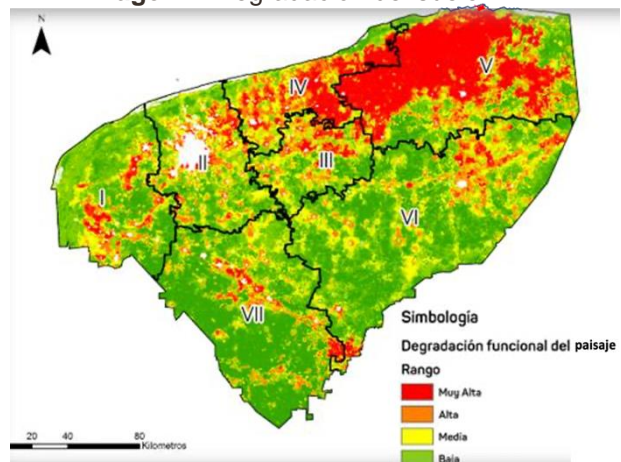 N
V
IV
III
II
I
VI
VII
Simbología
Degradación funcional del paisaje
Rango
Muy Alta
Alta
Media
Baja
20 40 80
Kilometros